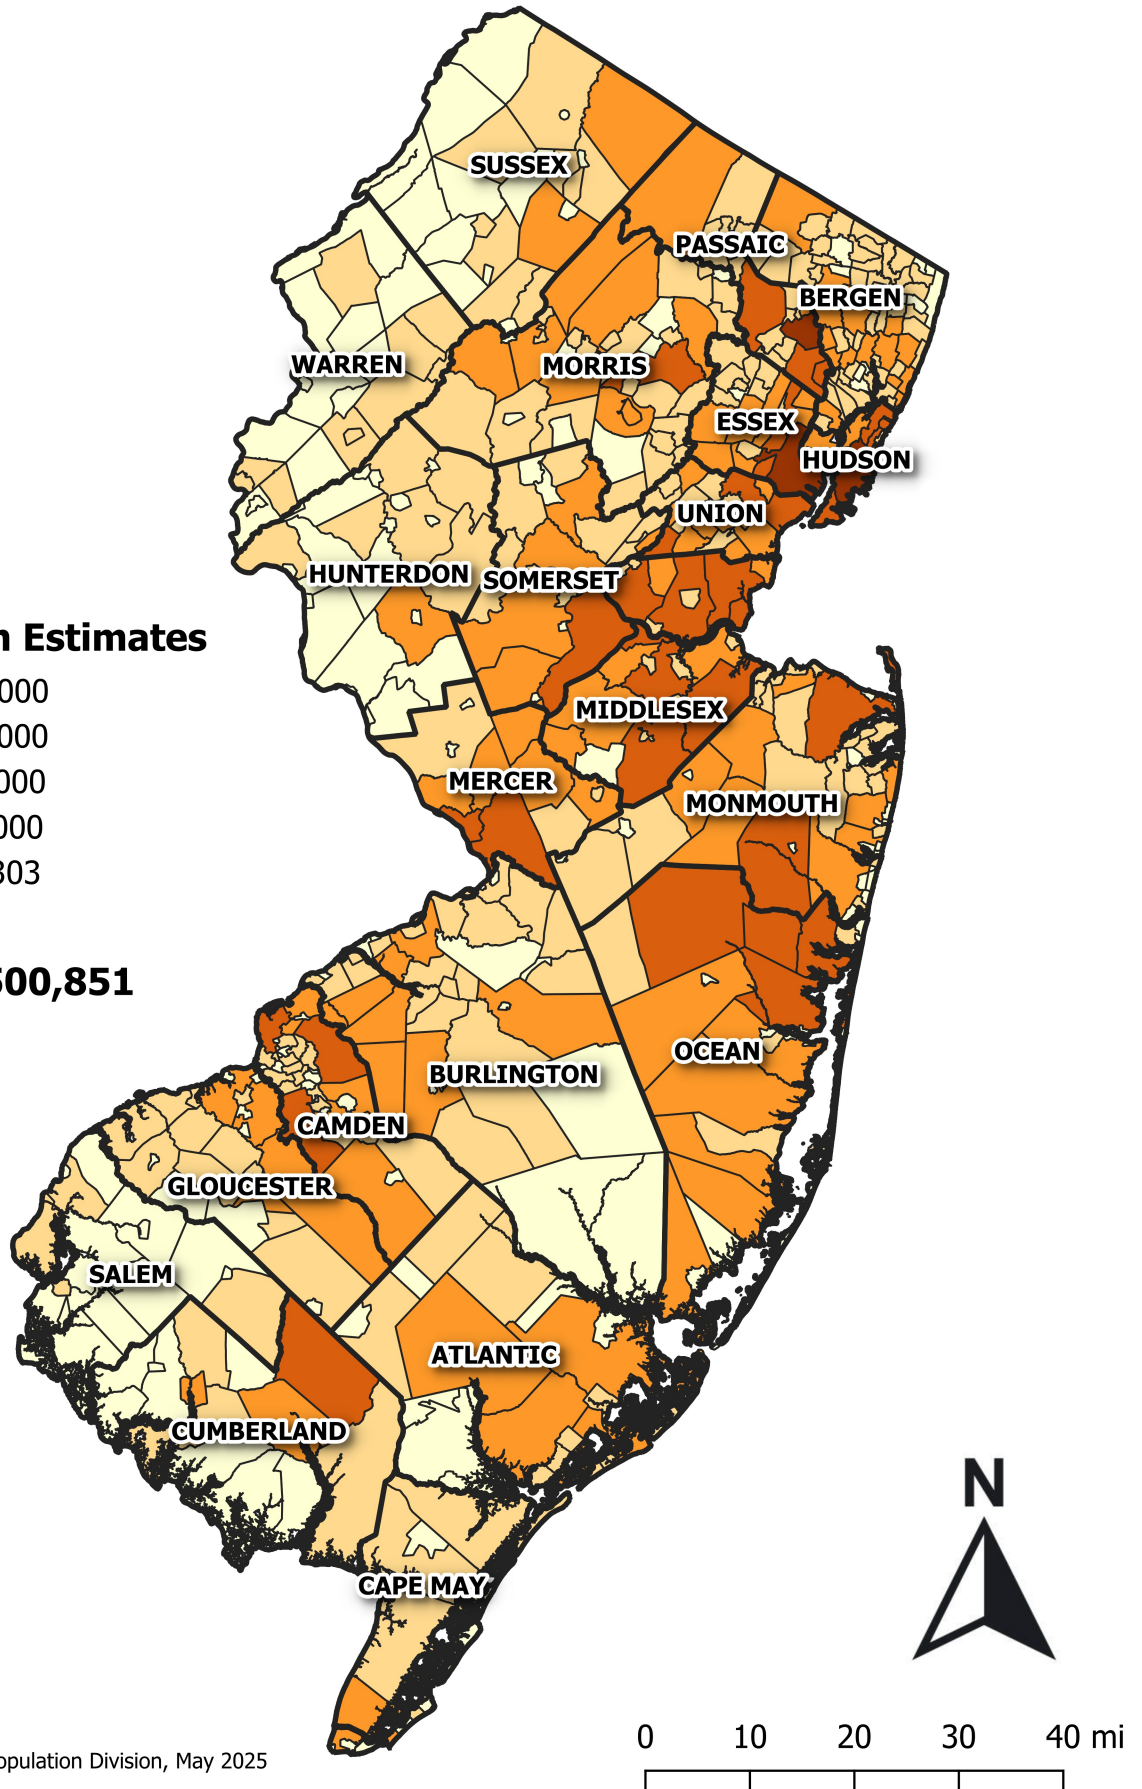 SUSSEX
PASSAIC
BERGEN
WARREN
MORRIS
ESSEX
HUDSON
UNION
HUNTERDON
SOMERSET
Estimates
000
000
000
000
303
MIDDLESEX
MERCER
MONMOUTH
500,851
OCEAN
BURLINGTON
CAMDEN
GLOUCESTER
SALEM
ATLANTIC
CUMBERLAND
N
CAPE MAY
0 10 20 30 40 mi
opulation Division, May 2025